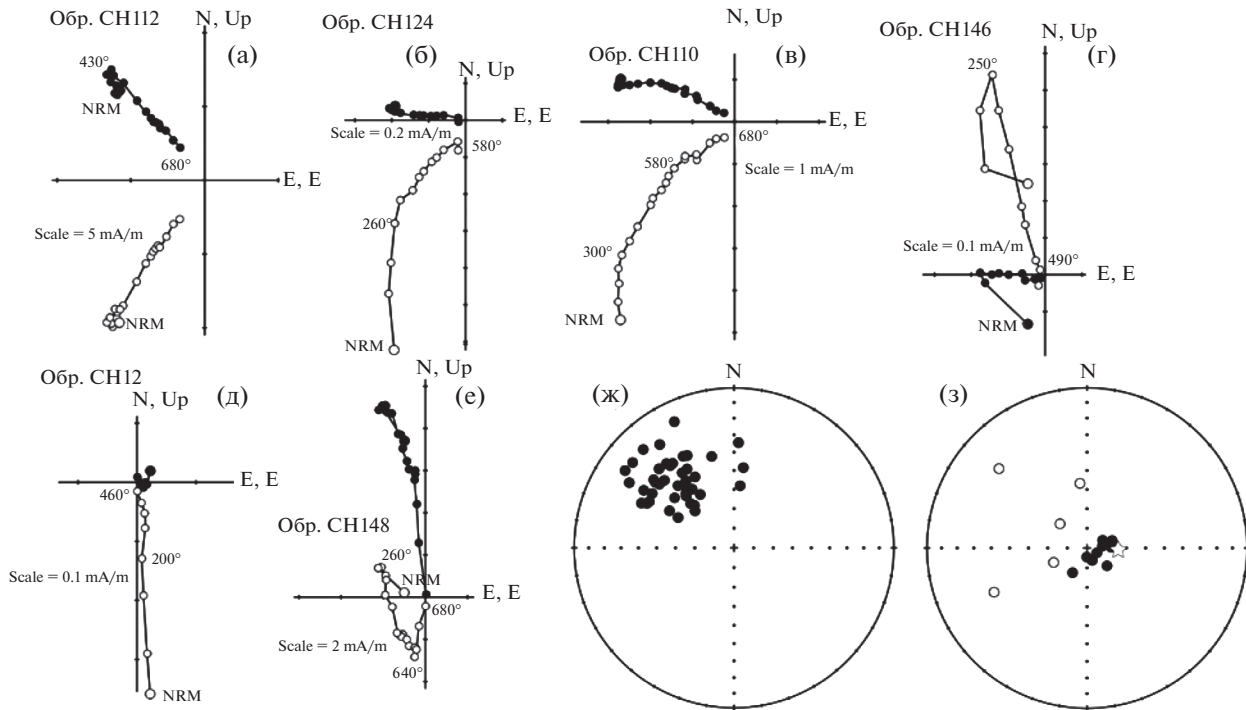 Обр. CH112
N, Up
(а)
430°
NRM
680°
E, E
Scale = 5 mA/m
NRM
Обр. CH124
(б)
N, Up
E, E
Scale = 0.2 mA/m
580°
260°
NRM
Обр. CH110
(в)
N, Up
E, E
680°
580°
Scale = 1 mA/m
300°
NRM
Обр. CH146
N, Up
(г)
250°
Scale = 0.1 mA/m
490°
E, E
NRM
Обр. CH12
N, Up
(д)
E, E
460°
200°
Scale = 0.1 mA/m
NRM
N, Up
(е)
Обр. CH148
260°
NRM
E, E
680°
Scale = 2 mA/m
640°
(ж)
N
(з)
N